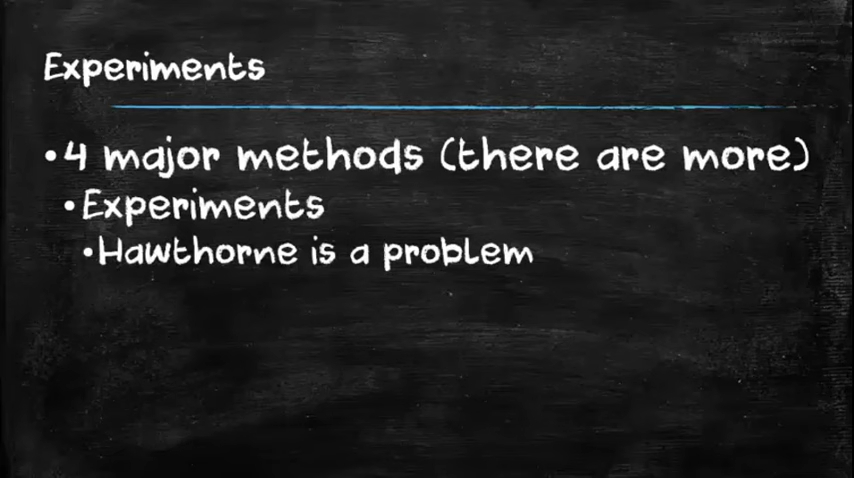 Experiments
•4 major methods (there are more)
•Experiments
•Hawthorne is a problem